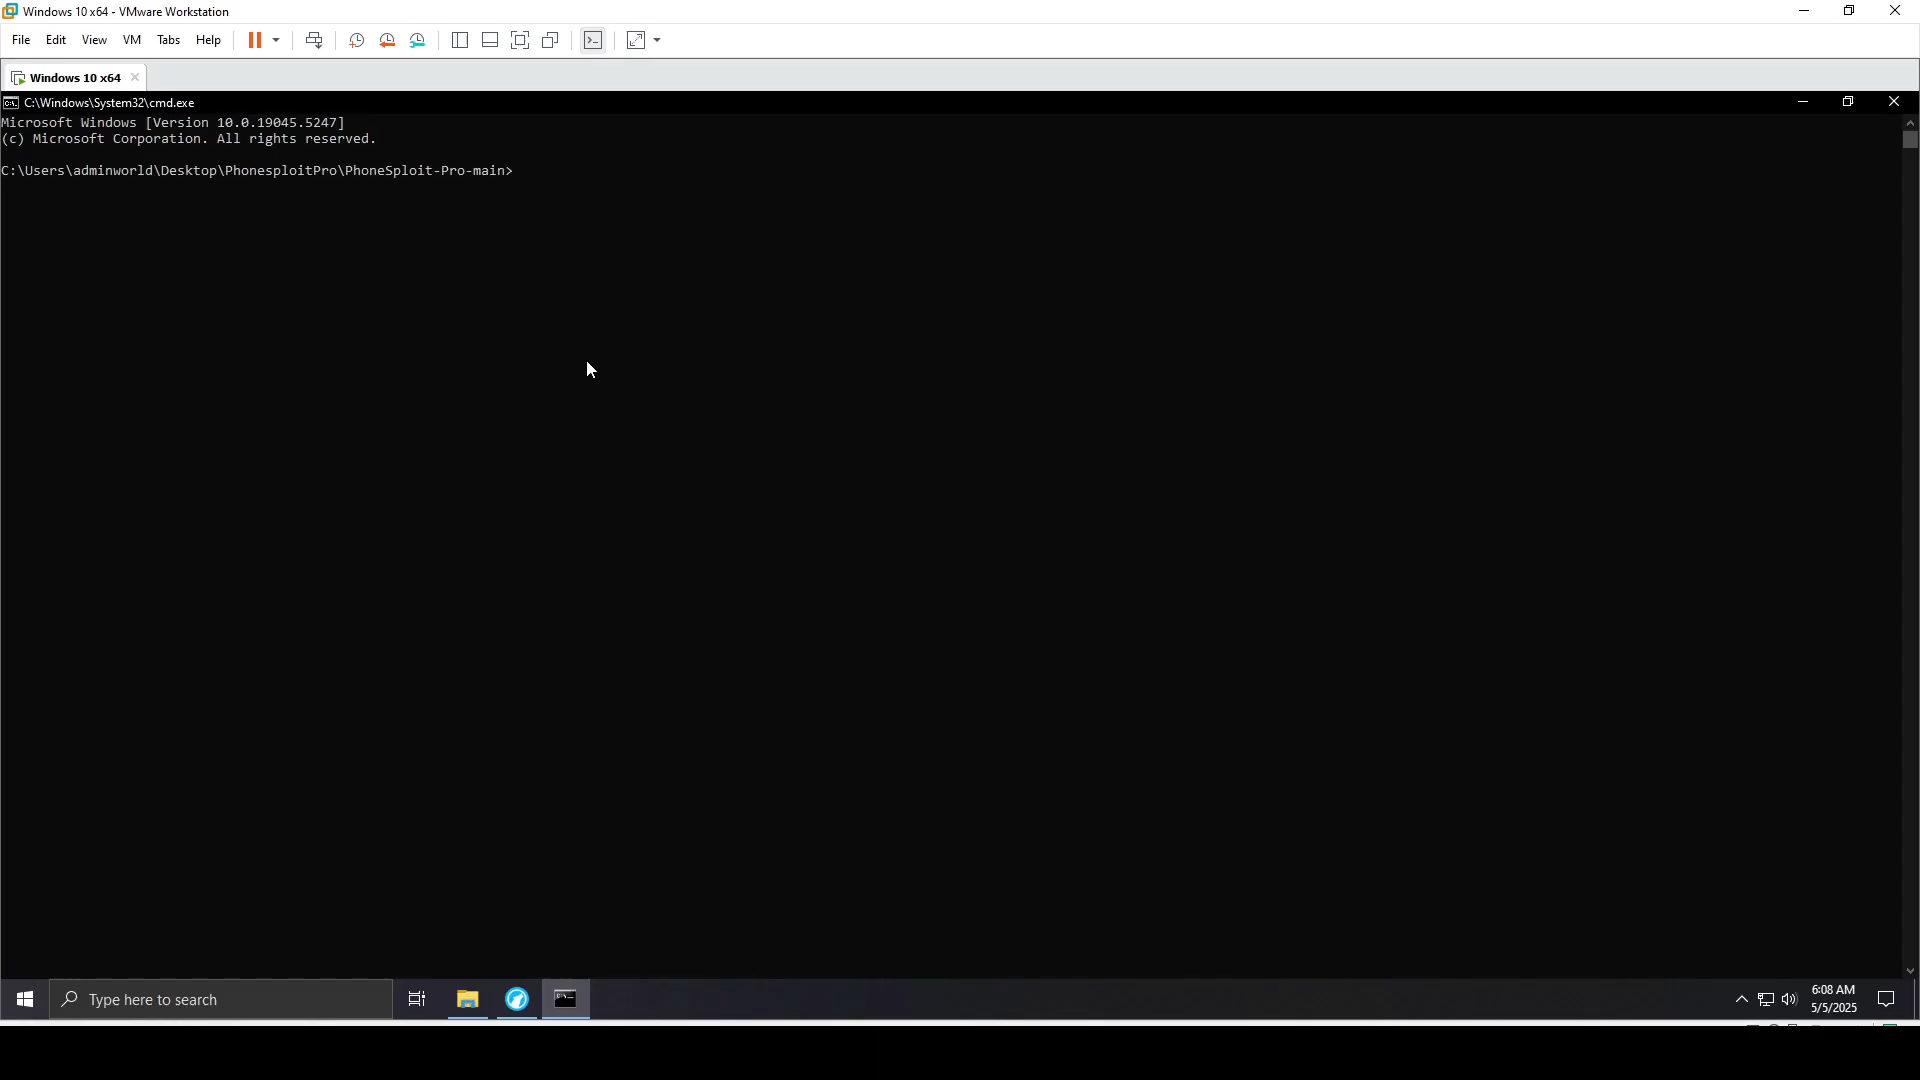 Windows 10 x64 - VMware Workstation
File Edit View VM Tabs Help
Windows 10 x64
C:\Windows\System32\cmd.exe
Microsoft Windows [Version 10.0.19045.5247]
(c) Microsoft Corporation. All rights reserved.
C:\Users\adminworld\Desktop\PhonesploitPro\PhoneSploit-Pro-main>
Type here to search
6:08 AM
5/5/2025